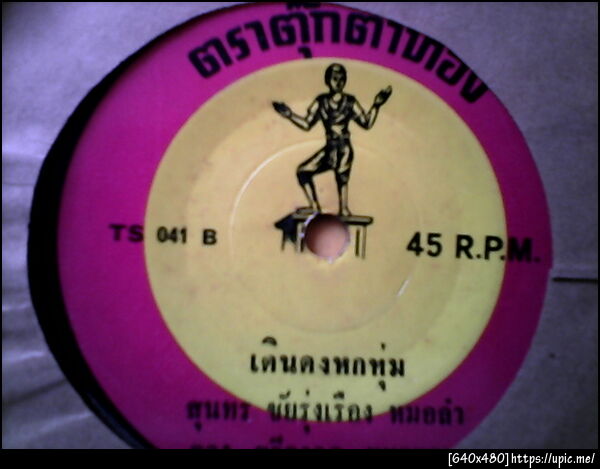 ตราตุ๊กตาทอง
TS 041 B
45 R.P.M.
เดินดงหกทุ่ม
สุนทร ชัยรุ่งเรือง หมอลำ
[640x480]https://upic.me/